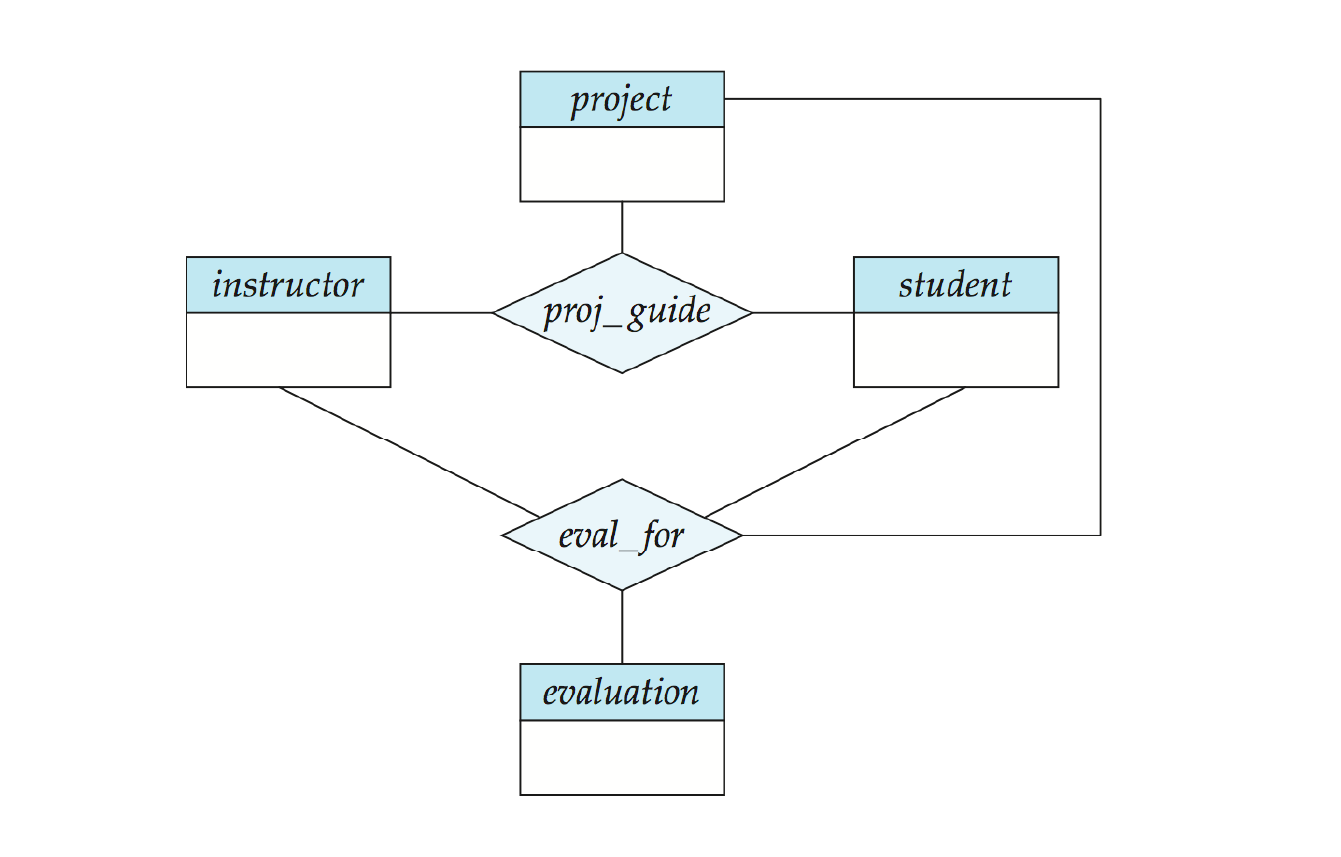 project
instructor
proj_guide
student
eval_for
evaluation